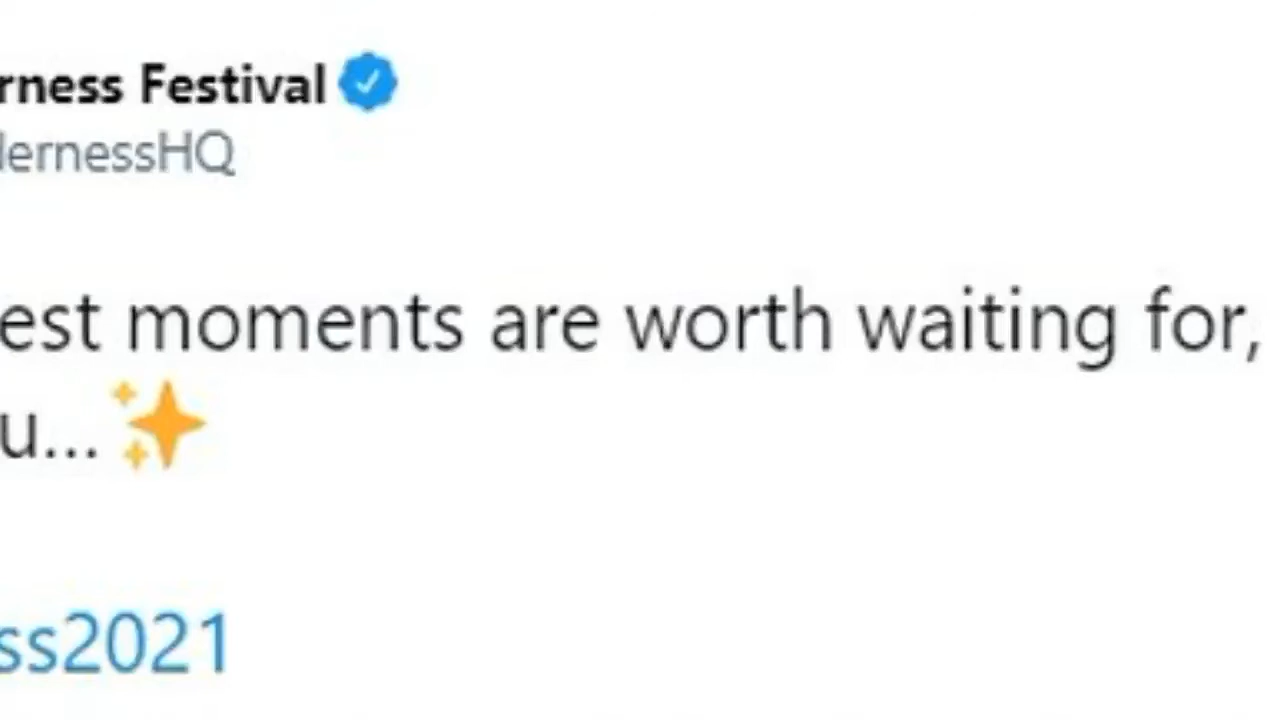 rness Festival
lernessHQ
est moments are worth waiting for,
u... ✨
ss2021